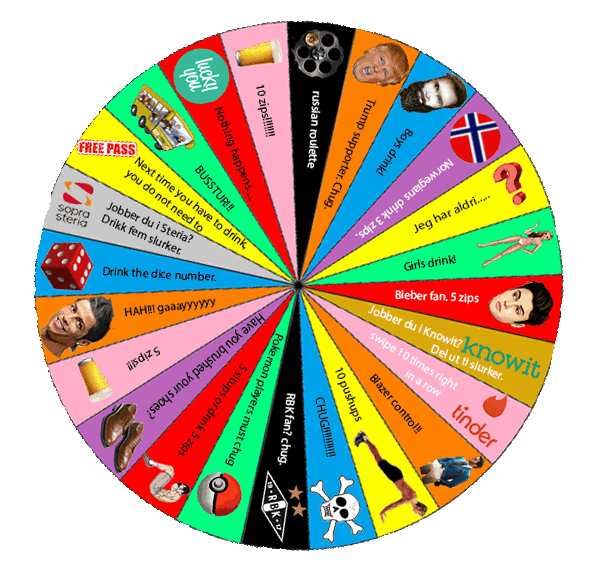 russian roulette
Trump supporter. Chug.
Boys drink!
Norwegians drink 3 zips.
Jeg har aldri.....
Girls drink!
Bieber fan. 5 zips
Jobber du i Knowit?
Del ut ti slurker.
knowit
swipe 10 times right
in a row
tinder
Blazer control!!
10 pushups
CHUG!!!!!!!!!!!
RBK fan? chug.
19 RBK 17
Pokemon players must chug
5 situps or drink 5 zips
Have you brushed your shoes?
5 zips!!
HAH!!! gaaayyyyyy
Drink the dice number.
Jobber du i Steria?
Drikk fem slurker.
sopra
steria
Next time you have to drink
you do not need to
FREE PASS
BUSSTUR!!!
Nothing happens.....
lucky
you
10 zips!!!!!!!